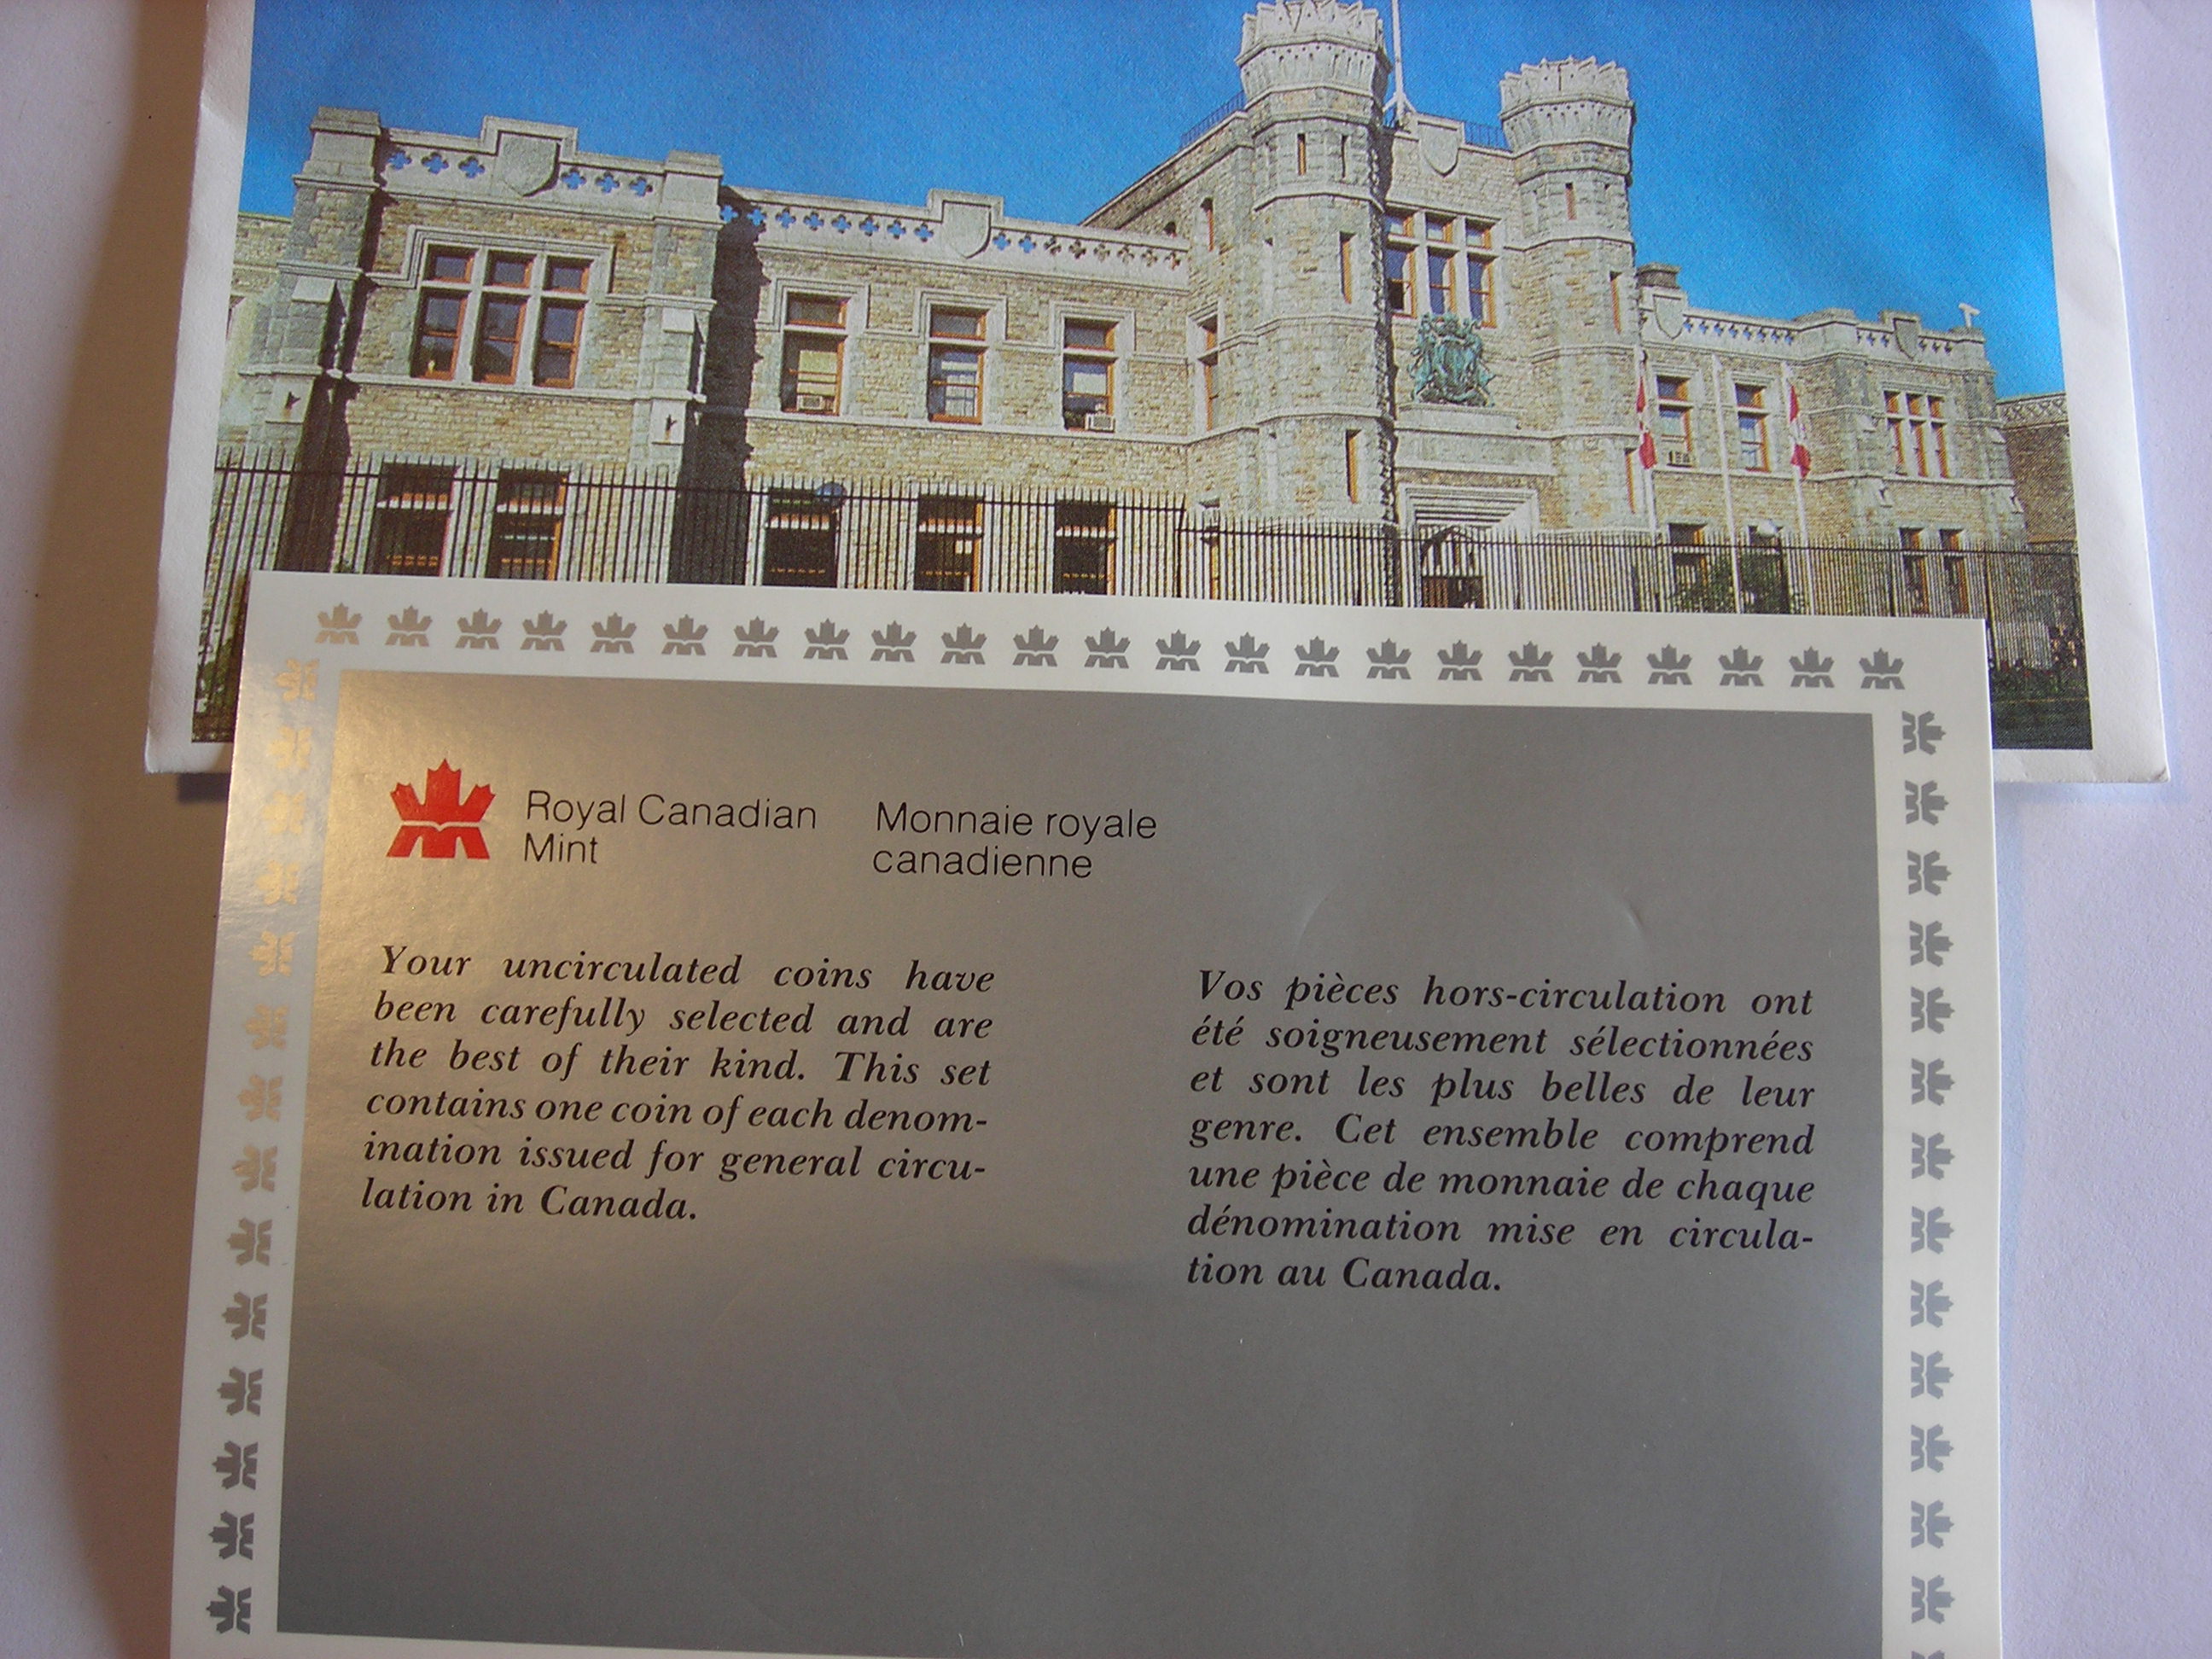 Royal Canadian
Mint
Monnaie royale
canadienne
Your uncirculated coins have
been carefully selected and are
the best of their kind. This set
contains one coin of each denom-
ination issued for general circu-
lation in Canada.
Vos pièces hors-circulation ont
été soigneusement sélectionnées
et sont les plus belles de leur
genre. Cet ensemble comprend
une pièce de monnaie de chaque
dénomination mise en circula-
tion au Canada.